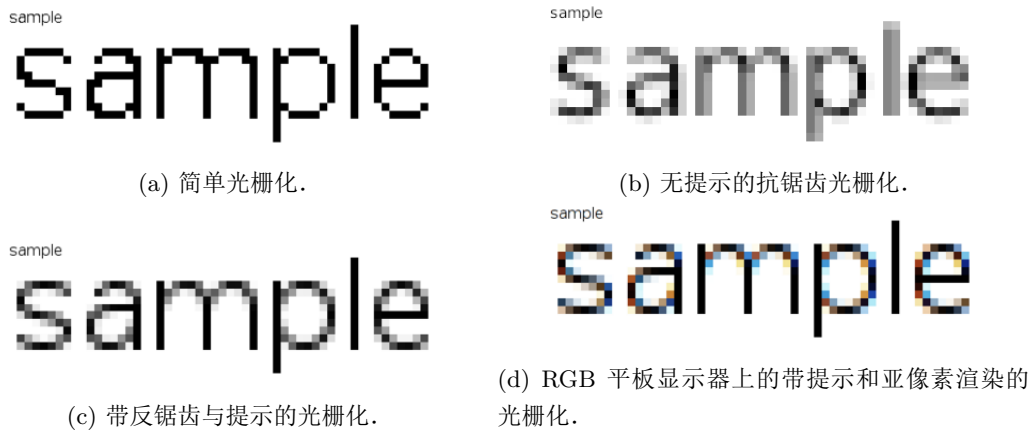 sample
sample
(a) 简单光栅化.
sample
sample
(b) 无提示的抗锯齿光栅化.
sample
sample
(c) 带反锯齿与提示的光栅化.
sample
sample
(d) RGB 平板显示器上的带提示和亚像素渲染的
光栅化.